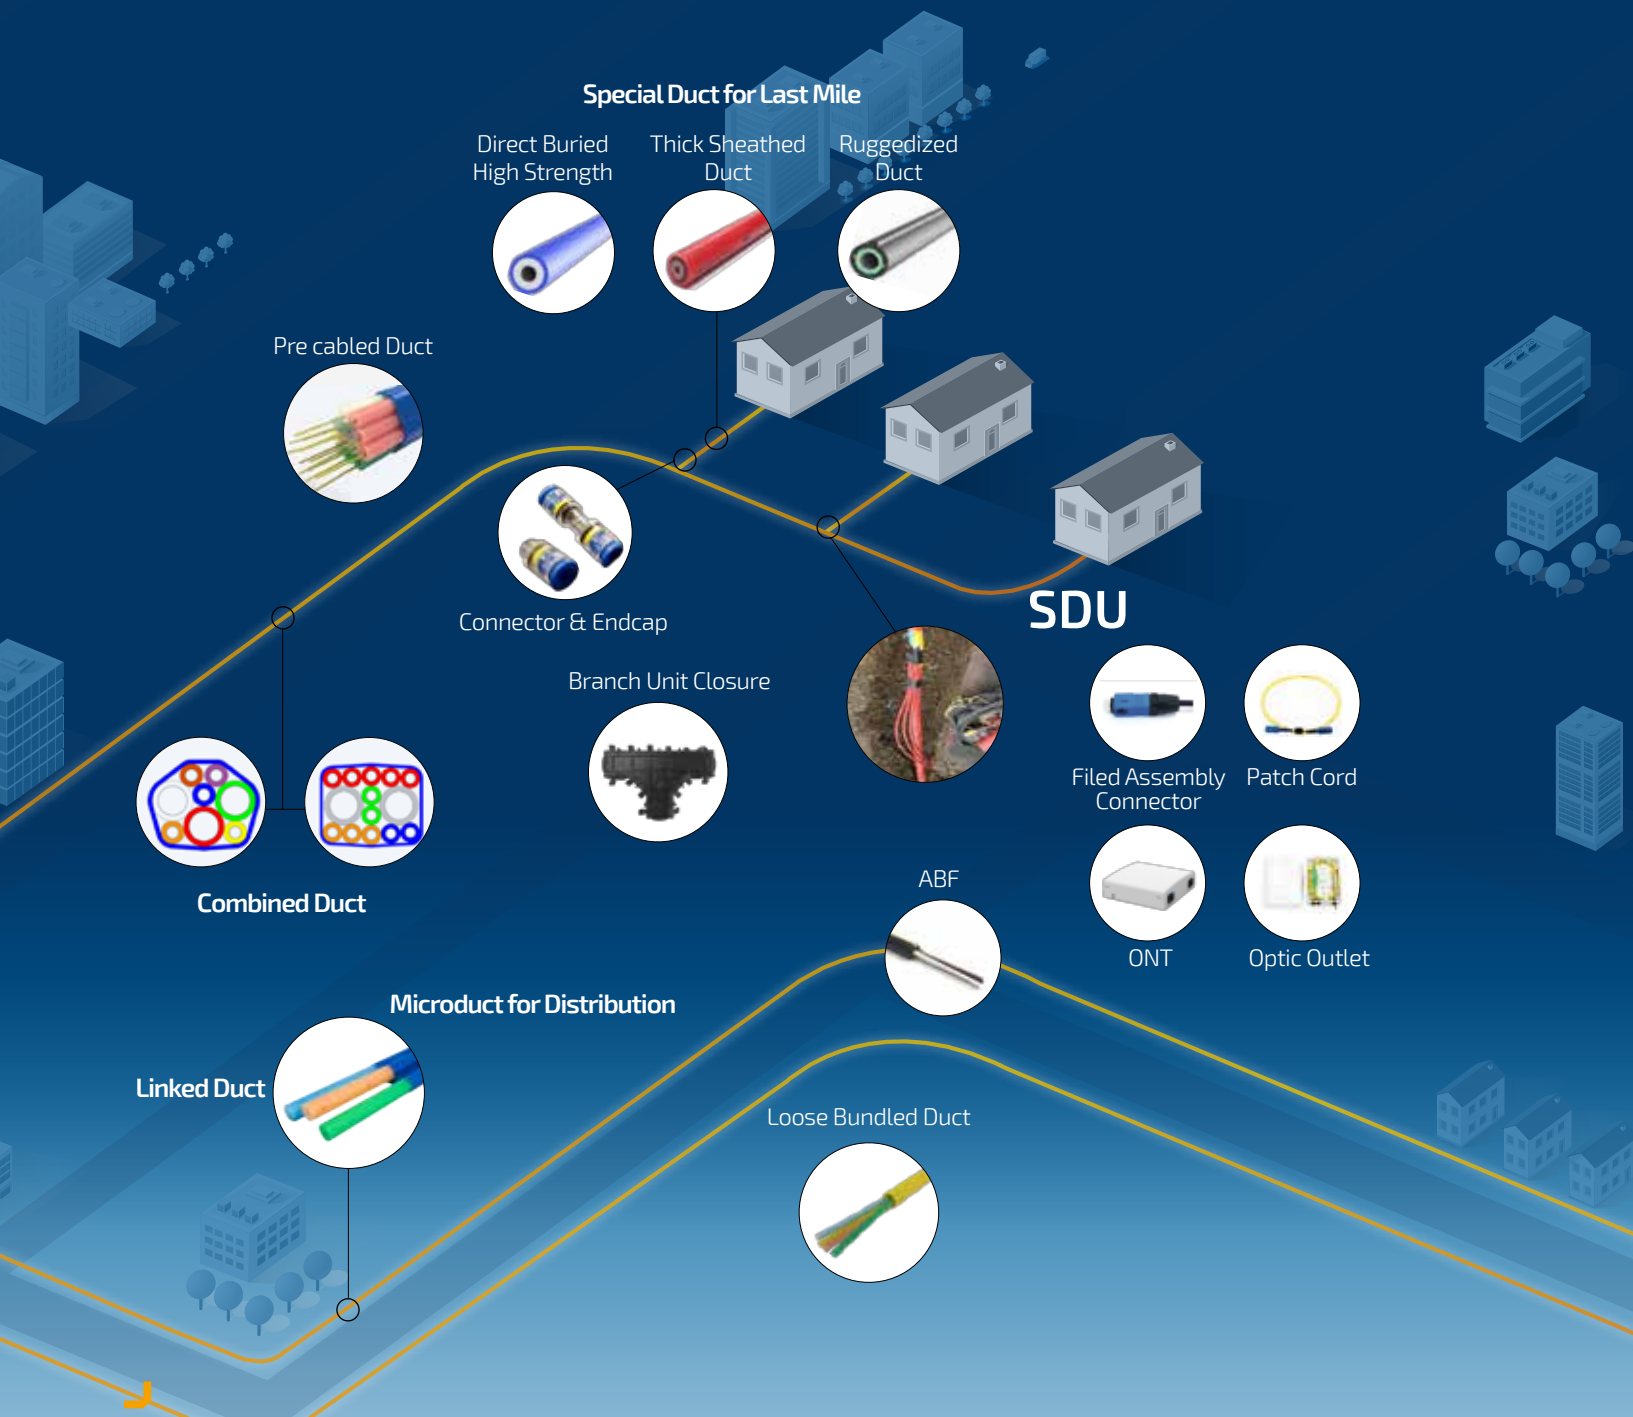 Special Duct for Last Mile
Direct Buried
High Strength
Thick Sheathed
Duct
Ruggedized
Duct
Pre cabled Duct
Connector & Endcap
SDU
Branch Unit Closure
Filed Assembly
Connector
Patch Cord
Combined Duct
ABF
ONT
Optic Outlet
Microduct for Distribution
Linked Duct
Loose Bundled Duct